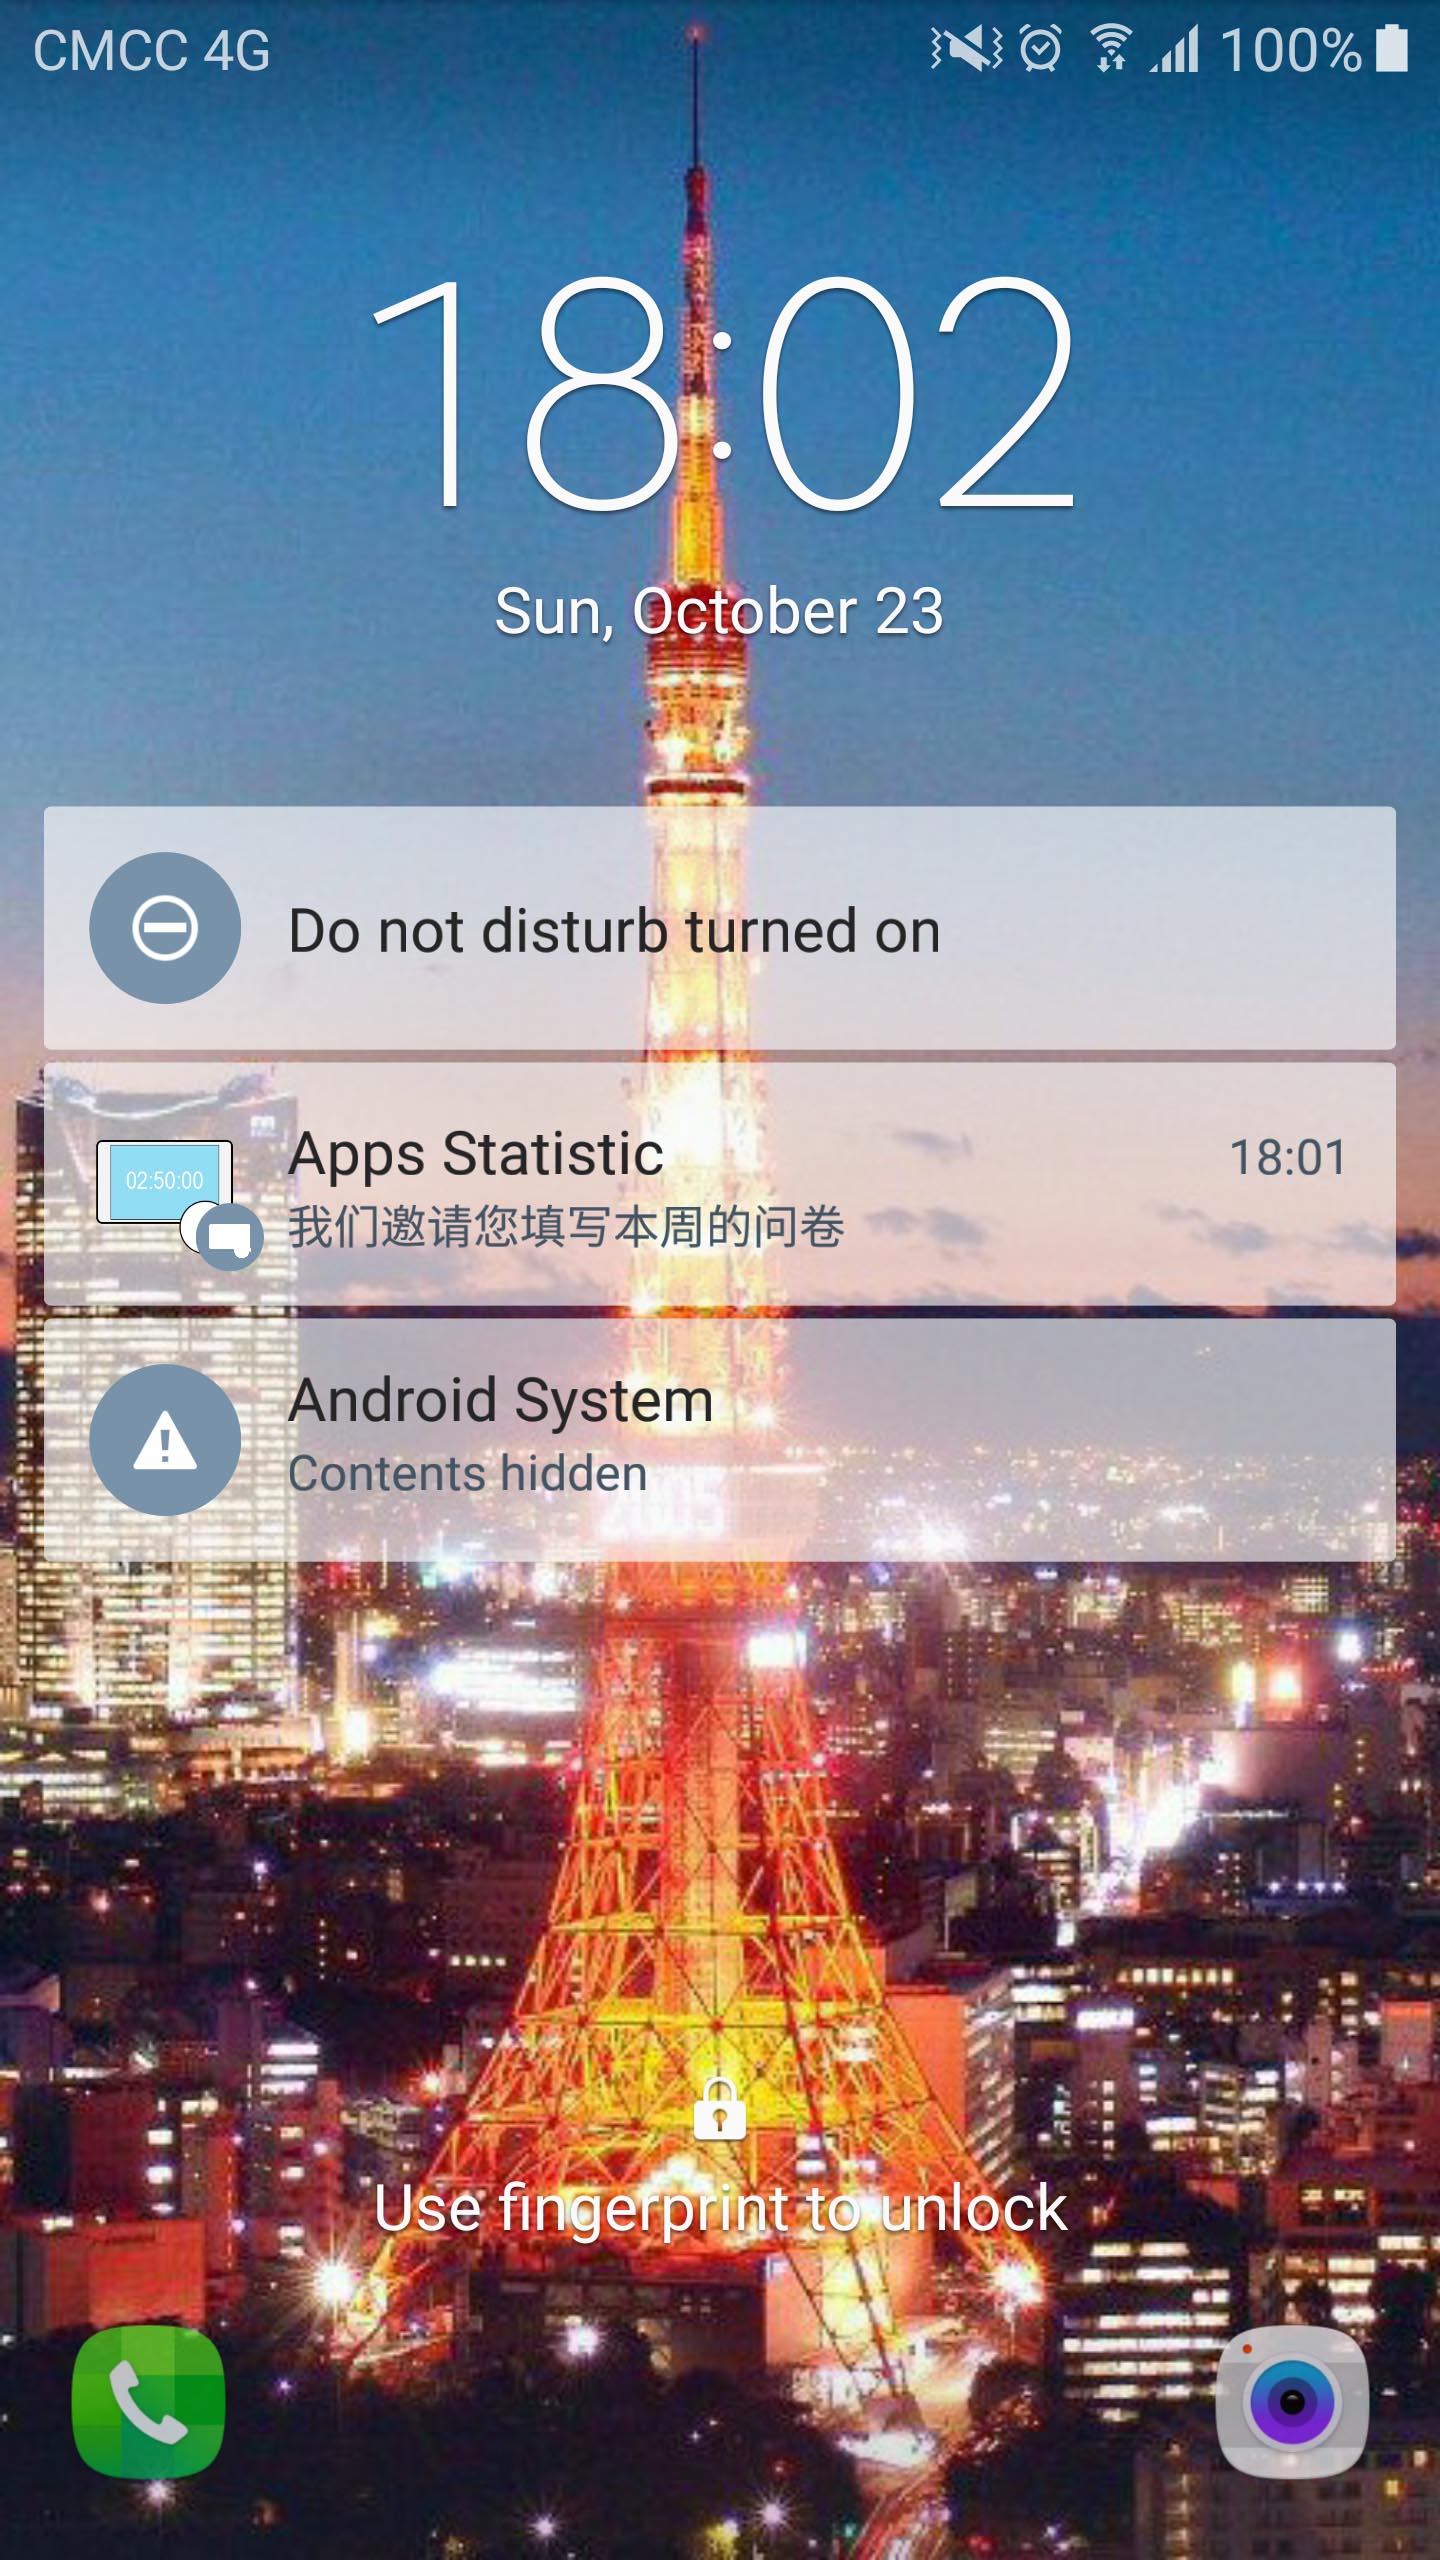 CMCC 4G 100%
18:02
Sun, October 23
Do not disturb turned on
02:50:00
Apps Statistic 18:01
我们邀请您填写本周的问卷
Android System
Contents hidden
2005
Use fingerprint to unlock